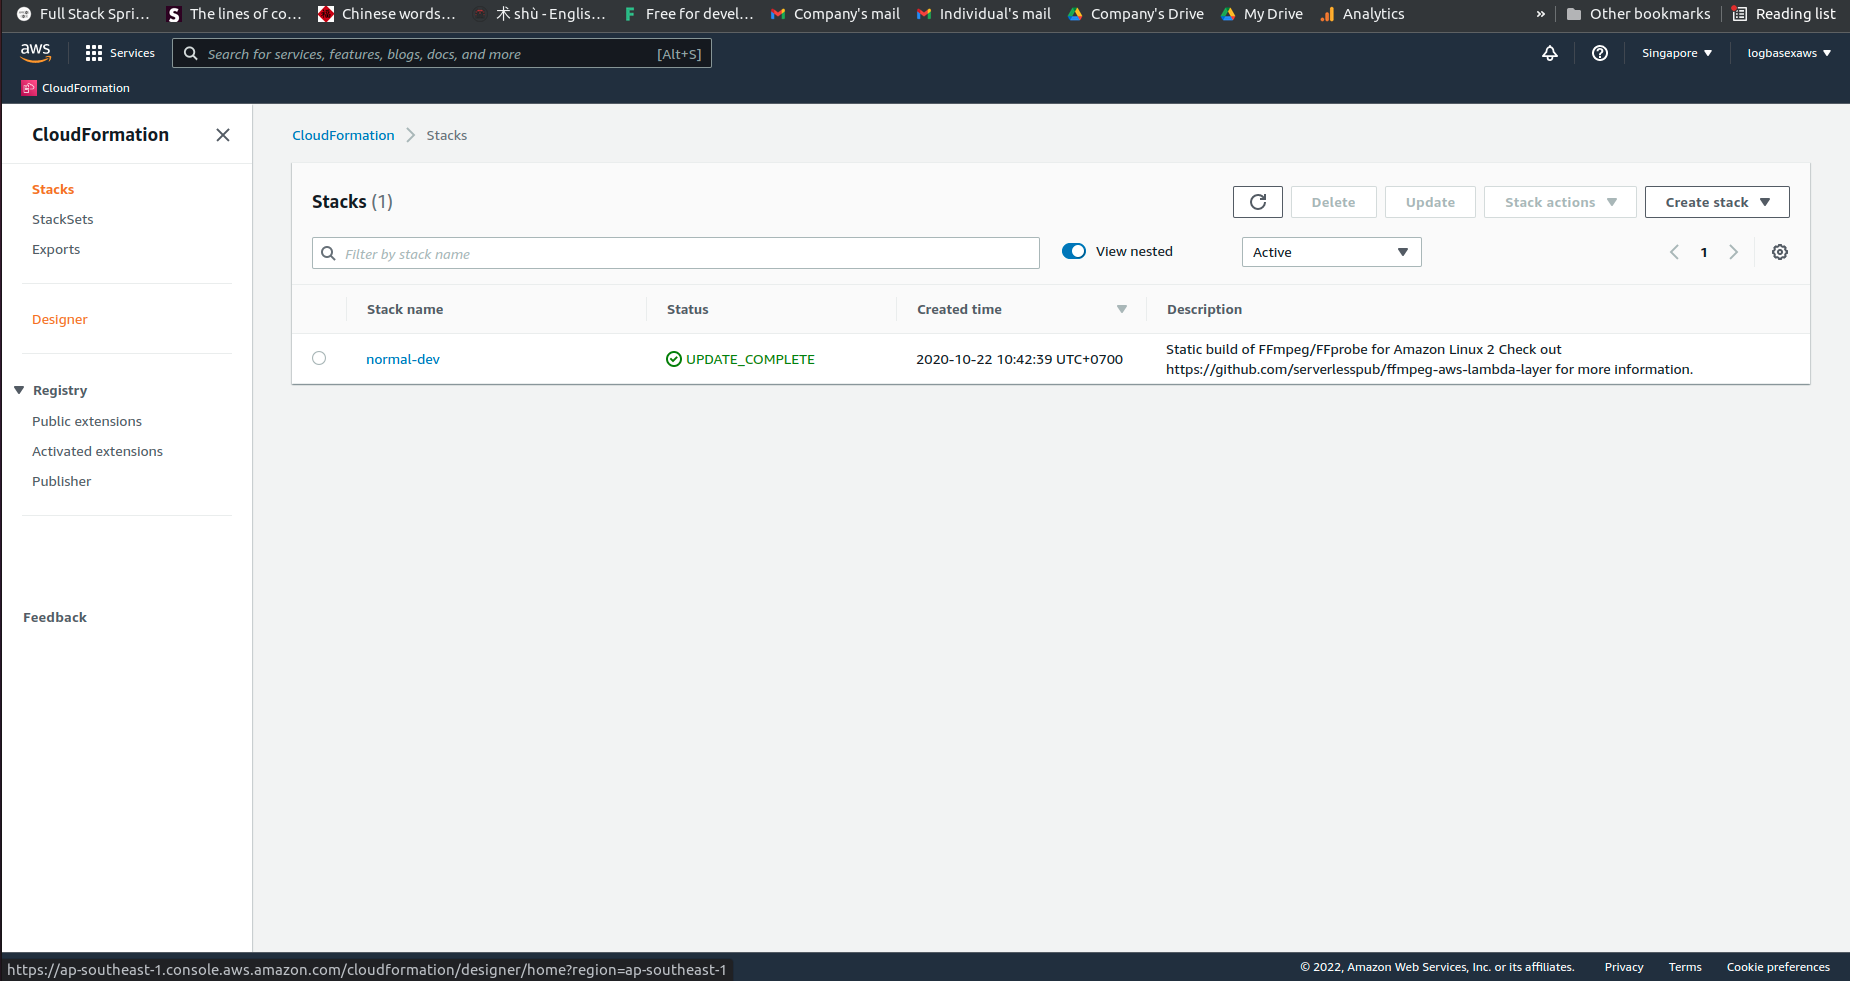 Full Stack Spri... The lines of co... Chinese words... 术 shù - Englis... Free for devel... Company's mail Individual's mail Company's Drive My Drive Analytics » Other bookmarks Reading list
aws Services Search for services, features, blogs, docs, and more [Alt+S] Singapore logbasexaws
CloudFormation
CloudFormation
Stacks
StackSets
Exports
Designer
Registry
Public extensions
Activated extensions
Publisher
Feedback
CloudFormation Stacks
Stacks (1) Delete Update Stack actions Create stack
Filter by stack name View nested Active 1
Stack name Status Created time Description
normal-dev UPDATE_COMPLETE 2020-10-22 10:42:39 UTC+0700 Static build of FFmpeg/FFprobe for Amazon Linux 2 Check out
https://github.com/serverlesspub/ffmpeg-aws-lambda-layer for more information.
https://ap-southeast-1.console.aws.amazon.com/cloudformation/designer/home?region=ap-southeast-1 © 2022, Amazon Web Services, Inc. or its affiliates. Privacy Terms Cookie preferences